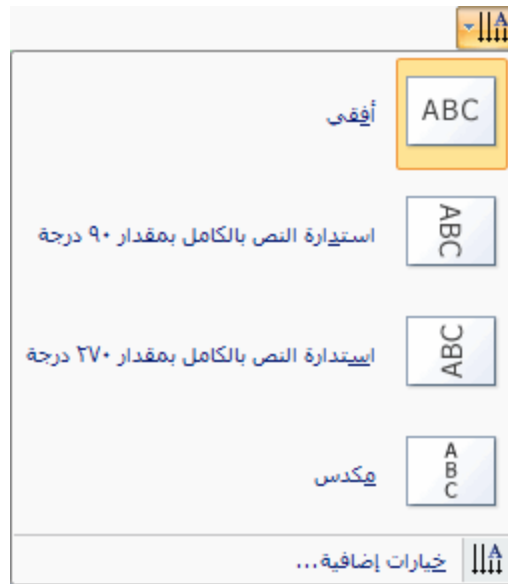 ABC
أفقي
ABC
استدارة النص بالكامل بمقدار ٩٠ درجة
ABC
استدارة النص بالكامل بمقدار ٢٧٠ درجة
A
B
C
مكدس
خيارات إضافية...